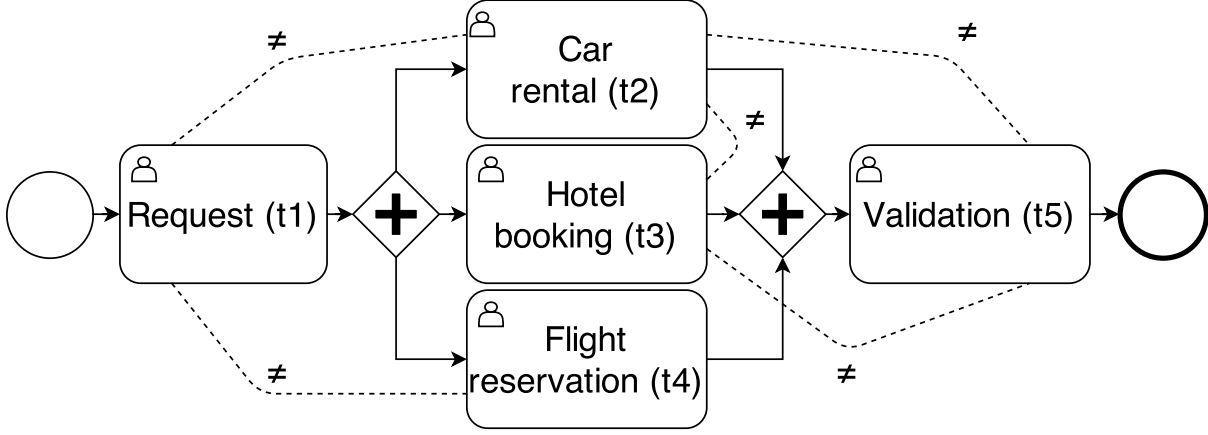 ≠
≠
Car
rental (t2)
≠
Request (t1)
Hotel
booking (t3)
Validation (t5)
Flight
reservation (t4)
≠
≠